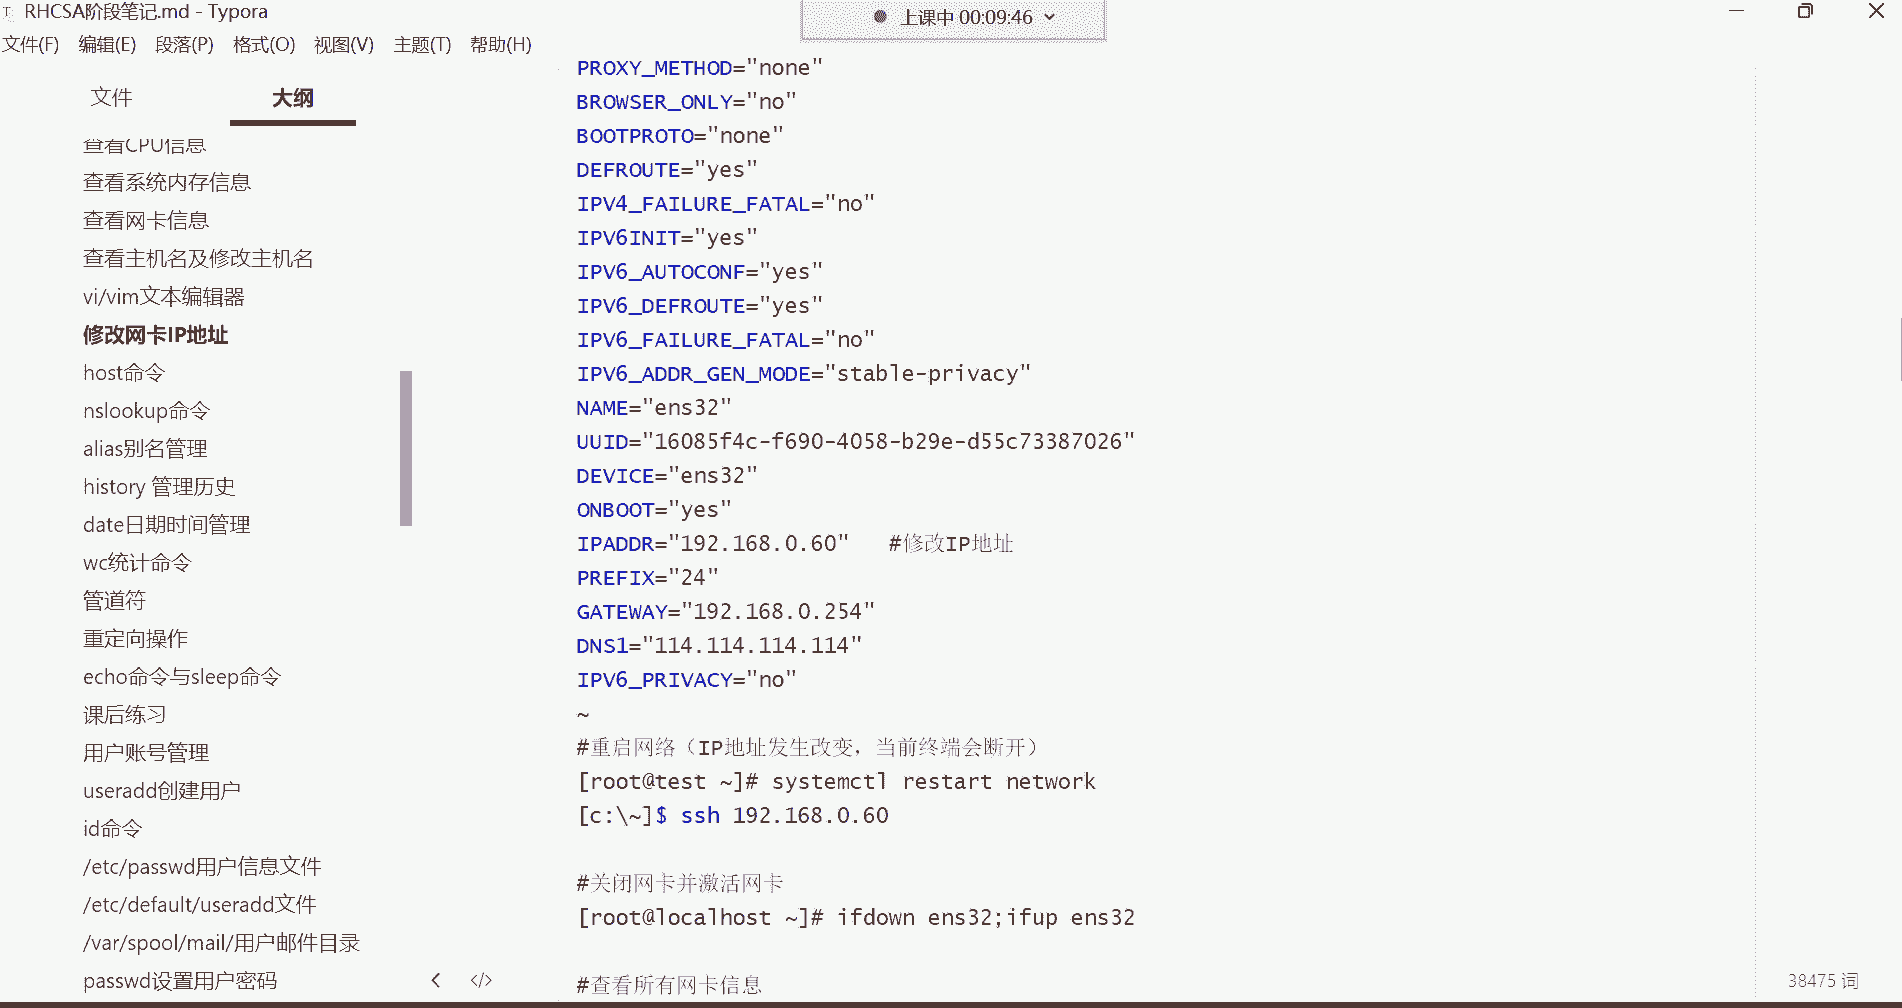 RHCSA阶段笔记.md - Typora
上课中 00:09:46
文件(F) 编辑(E) 段落(P) 格式(O) 视图(V) 主题(T) 帮助(H)
文件 大纲
查看CPU信息
查看系统内存信息
查看网卡信息
查看主机名及修改主机名
vi/vim文本编辑器
修改网卡IP地址
host命令
nslookup命令
alias别名管理
history 管理历史
date日期时间管理
wc统计命令
管道符
重定向操作
echo命令与sleep命令
课后练习
用户账号管理
useradd创建用户
id命令
/etc/passwd用户信息文件
/etc/default/useradd文件
/var/spool/mail/用户邮件目录
passwd设置用户密码
PROXY_METHOD="none"
BROWSER_ONLY="no"
BOOTPROTO="none"
DEFROUTE="yes"
IPV4_FAILURE_FATAL="no"
IPV6INIT="yes"
IPV6_AUTOCONF="yes"
IPV6_DEFROUTE="yes"
IPV6_FAILURE_FATAL="no"
IPV6_ADDR_GEN_MODE="stable-privacy"
NAME="ens32"
UUID="16085f4c-f690-4058-b29e-d55c73387026"
DEVICE="ens32"
ONBOOT="yes"
IPADDR="192.168.0.60"   #修改IP地址
PREFIX="24"
GATEWAY="192.168.0.254"
DNS1="114.114.114.114"
IPV6_PRIVACY="no"
~
#重启网络（IP地址发生改变，当前终端会断开）
[root@test ~]# systemctl restart network
[c:\~]$ ssh 192.168.0.60
#关闭网卡并激活网卡
[root@localhost ~]# ifdown ens32;ifup ens32
#查看所有网卡信息
38475 词